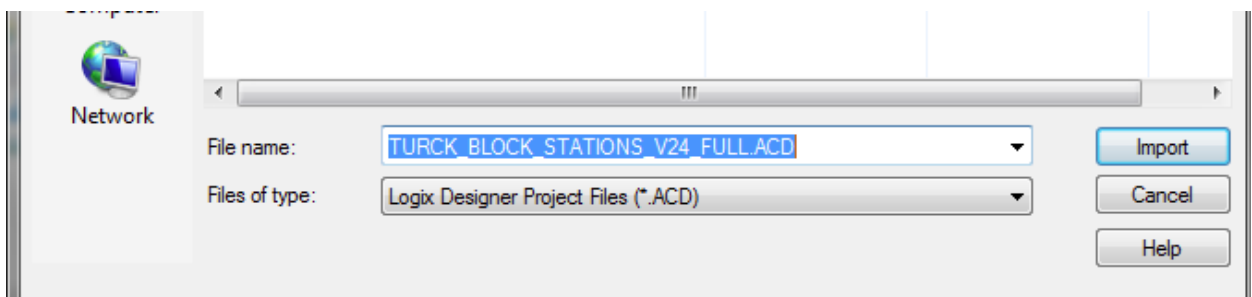 Network
File name:
TURCK_BLOCK_STATIONS_V24_FULL.ACD
Import
Files of type:
Logix Designer Project Files (*.ACD)
Cancel
Help